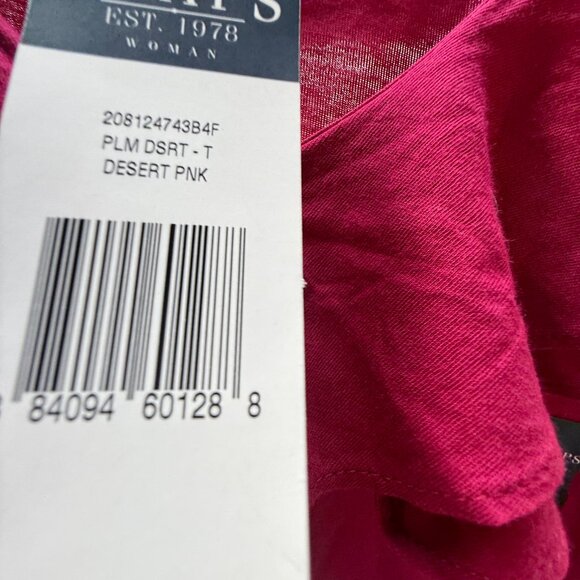 EST. 1978
WOMAN
208124743B4F
PLM DSRT - T
DESERT PNK
84094 60128 8